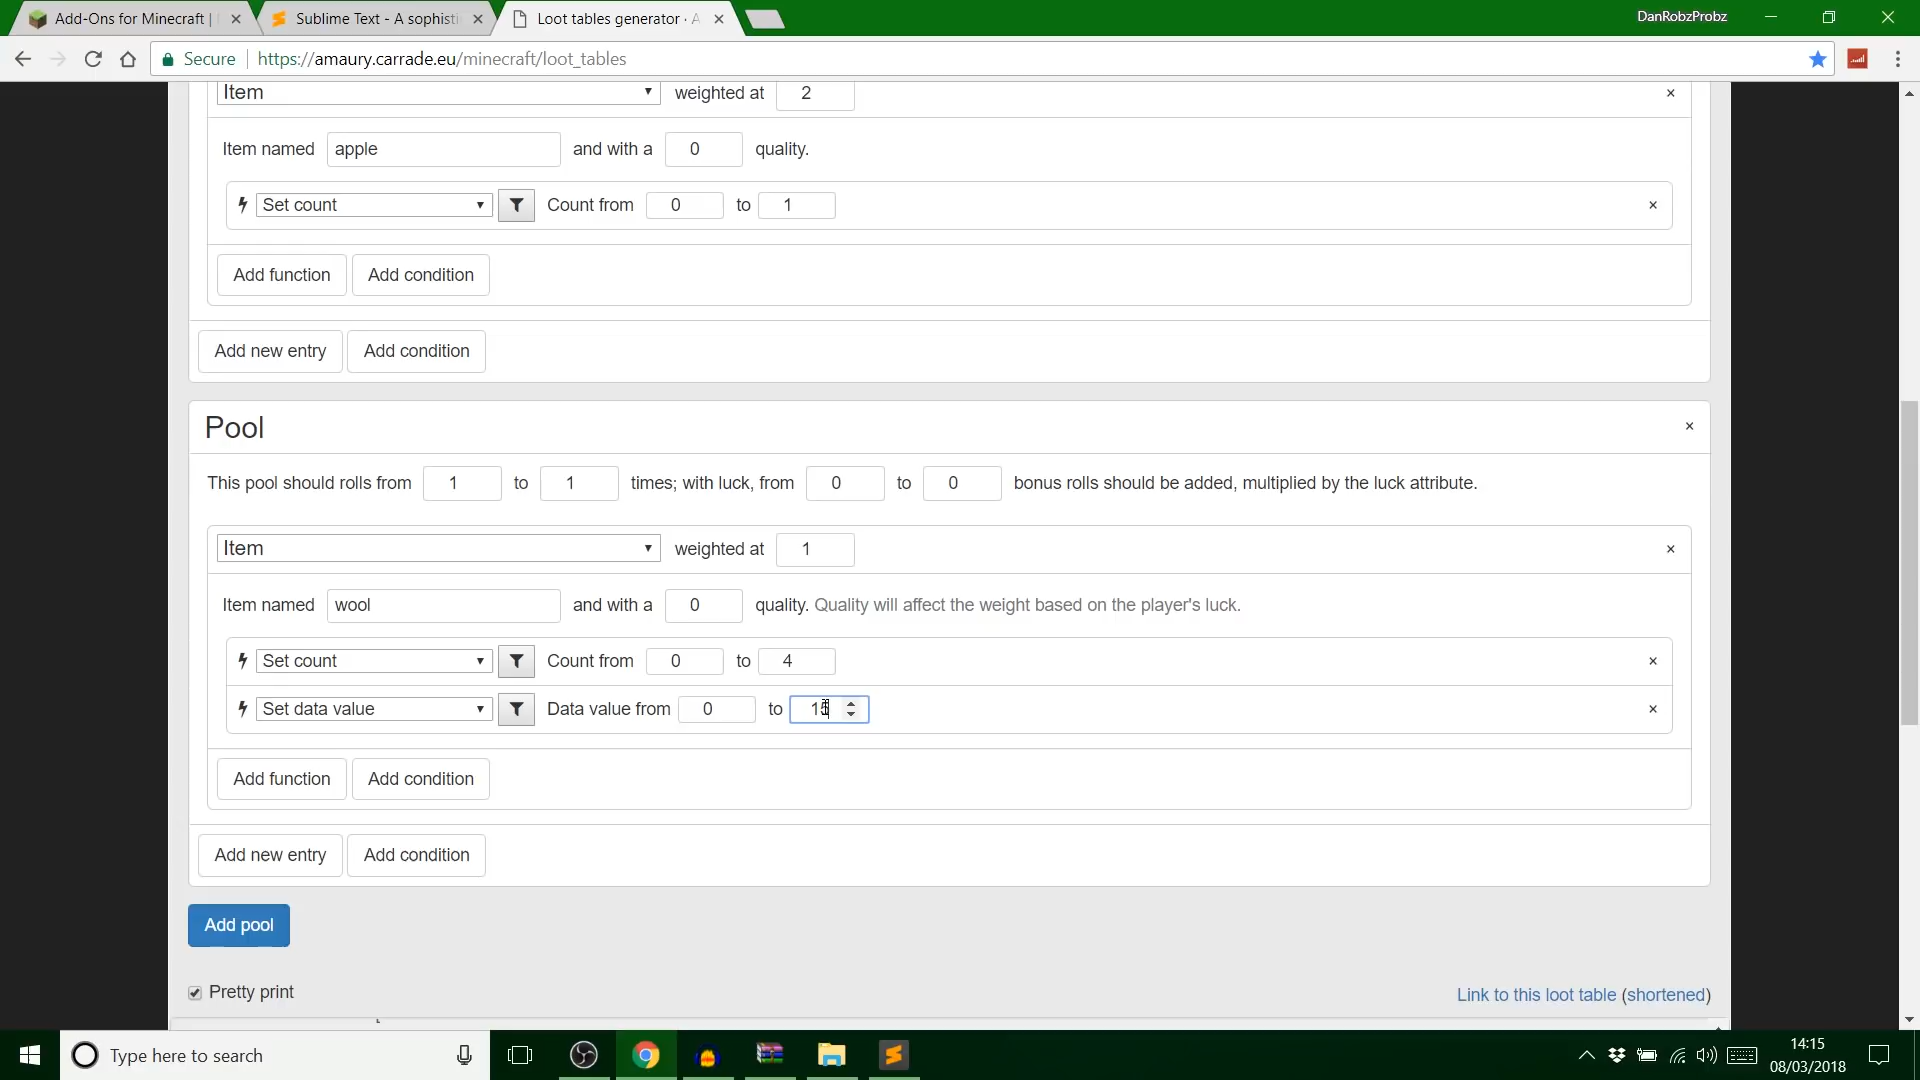 Add-Ons for Minecraft |
Sublime Text - A sophisti
Loot tables generator · A
DanRobzProbz
Secure
https://amaury.carrade.eu/minecraft/loot_tables
Item weighted at 2
Item named apple and with a 0 quality.
Set count Count from 0 to 1
Add function Add condition
Add new entry Add condition
Pool
This pool should rolls from 1 to 1 times; with luck, from 0 to 0 bonus rolls should be added, multiplied by the luck attribute.
Item weighted at 1
Item named wool and with a 0 quality. Quality will affect the weight based on the player's luck.
Set count Count from 0 to 4
Set data value Data value from 0 to 15
Add function Add condition
Add new entry Add condition
Add pool
Pretty print
Link to this loot table (shortened)
Type here to search
14:15
08/03/2018